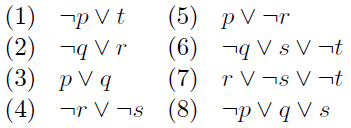 (1) ¬p ∨ t (5) p ∨ ¬r
(2) ¬q ∨ r (6) ¬q ∨ s ∨ ¬t
(3) p ∨ q (7) r ∨ ¬s ∨ ¬t
(4) ¬r ∨ ¬s (8) ¬p ∨ q ∨ s